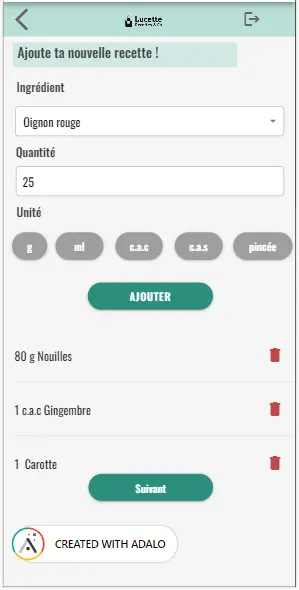 Lucette
Ajoute ta nouvelle recette !
Ingrédient
Oignon rouge
Quantité
25
Unité
g ml c.a.c c.a.s pincée
AJOUTER
80 g Nouilles
1 c.a.c Gingembre
1 Carotte
Suivant
CREATED WITH ADALO